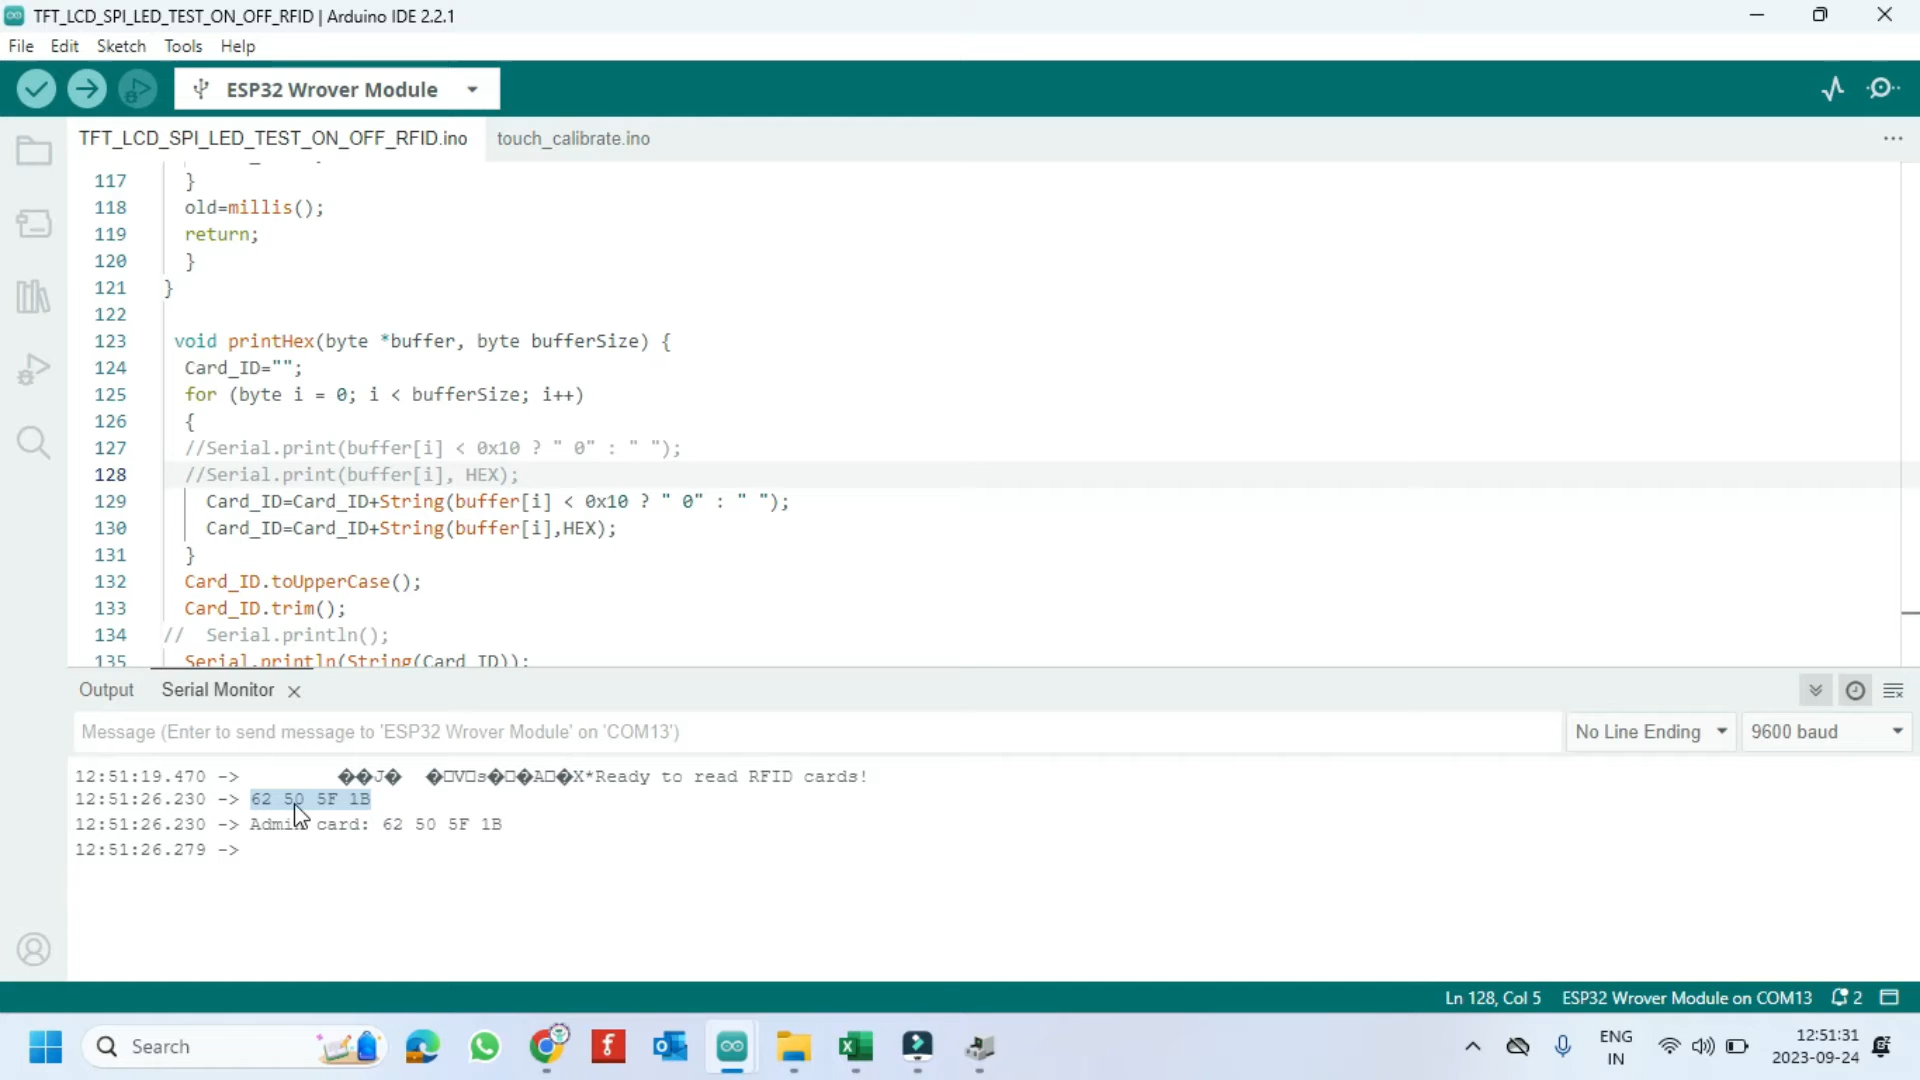 TFT_LCD_SPI_LED_TEST_ON_OFF_RFID | Arduino IDE 2.2.1
File Edit Sketch Tools Help
ESP32 Wrover Module
TFT_LCD_SPI_LED_TEST_ON_OFF_RFID.ino touch_calibrate.ino
117 }
118 old=millis();
119 return;
120 }
121 }
122
123 void printHex(byte *buffer, byte bufferSize) {
124 Card_ID="";
125 for (byte i = 0; i < bufferSize; i++)
126 {
127 //Serial.print(buffer[i] < 0x10 ? " 0" : " ");
128 //Serial.print(buffer[i], HEX);
129 Card_ID=Card_ID+String(buffer[i] < 0x10 ? " 0" : " ");
130 Card_ID=Card_ID+String(buffer[i],HEX);
131 }
132 Card_ID.toUpperCase();
133 Card_ID.trim();
134 // Serial.println();
135 Serial.println(String(Card_ID));
Output Serial Monitor
Message (Enter to send message to 'ESP32 Wrover Module' on 'COM13')
No Line Ending 9600 baud
12:51:19.470 -> ��J� �□V□s�□�A□�X*Ready to read RFID cards!
12:51:26.230 -> 62 50 5F 1B
12:51:26.230 -> Admin card: 62 50 5F 1B
12:51:26.279 ->
Ln 128, Col 5 ESP32 Wrover Module on COM13 2
Search
ENG
IN
12:51:31
2023-09-24